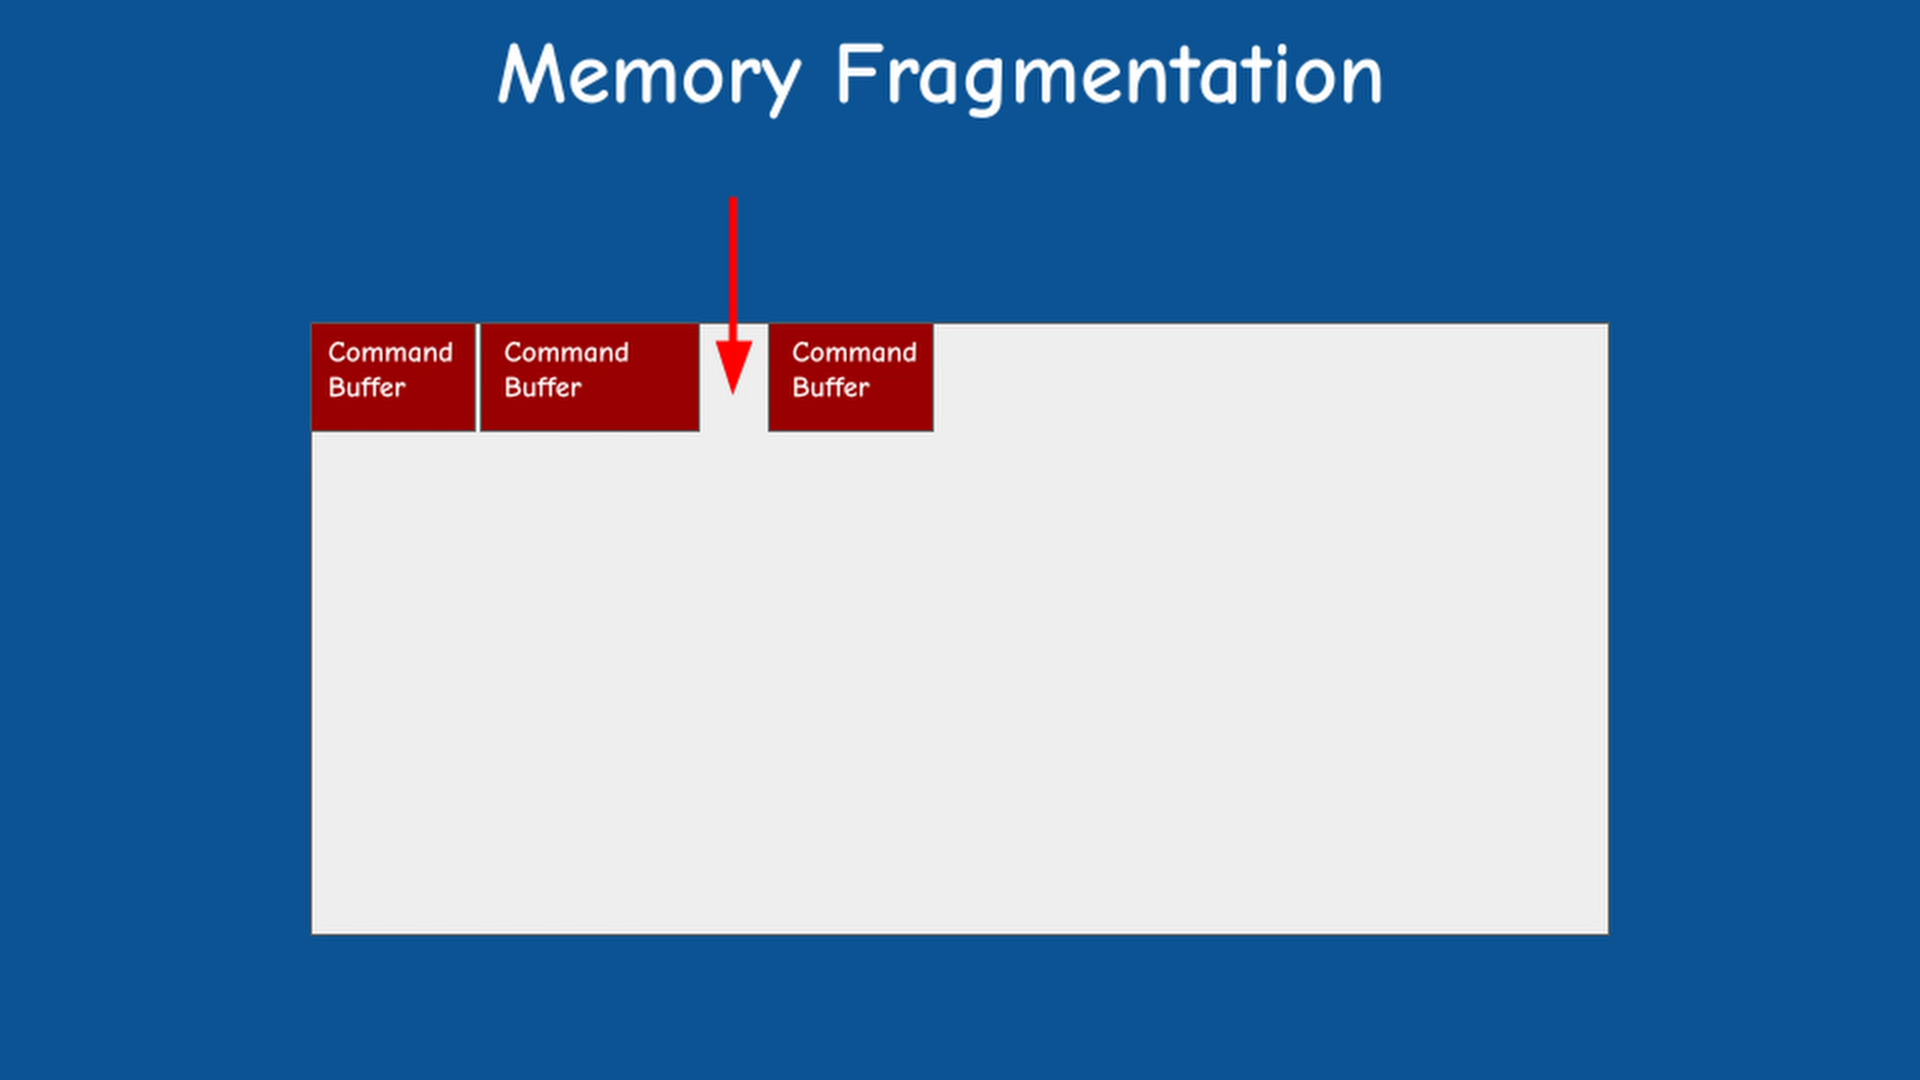 Memory Fragmentation
Command
Buffer
Command
Buffer
Command
Buffer